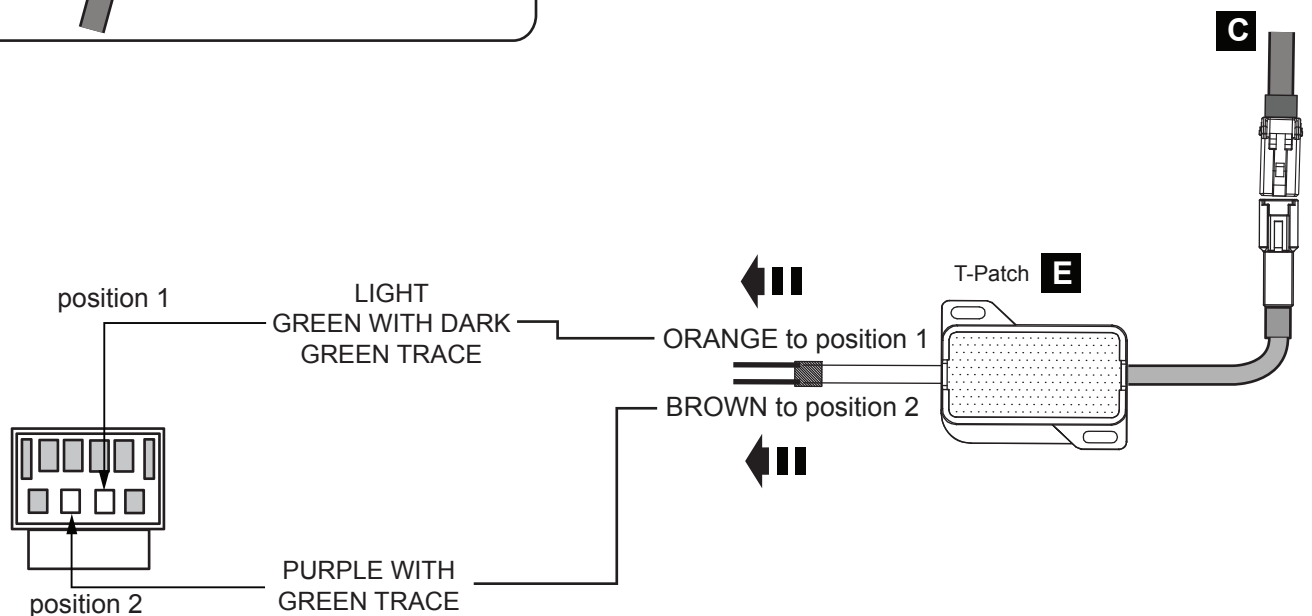 C
T-Patch E
position 1
LIGHT
GREEN WITH DARK
GREEN TRACE
ORANGE to position 1
BROWN to position 2
PURPLE WITH
GREEN TRACE
position 2